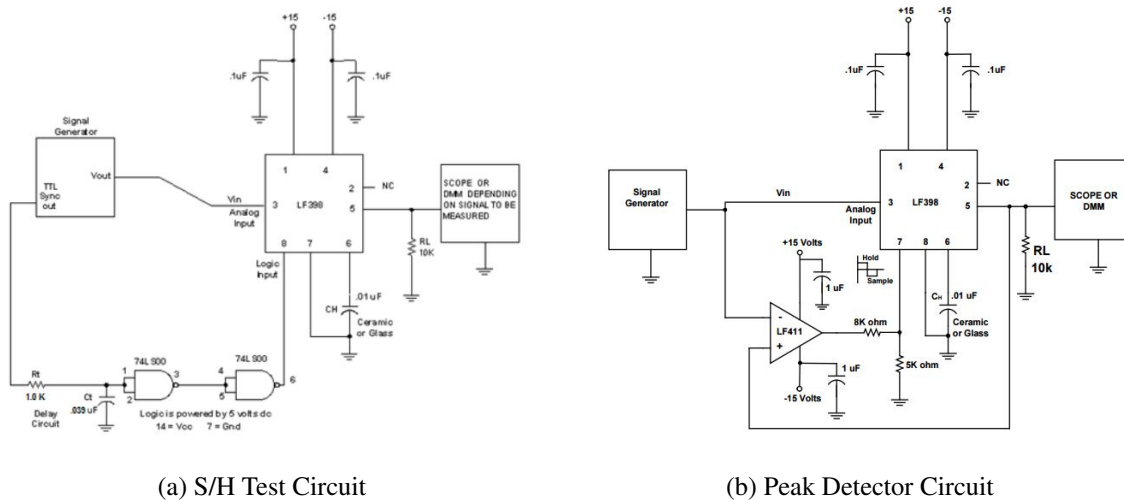 +15
-15
.1uF
.1uF
Signal
Generator
TTL
Sync
out
Vout
Vin
Analog
Input
1
4
2
NC
3
LF398
5
8
7
6
Logic
Input
SCOPE OR
DMM DEPENDING
ON SIGNAL TO BE
MEASURED
RL
10K
.01 uF
CH
Ceramic
or Glass
74LS00
74LS00
Rt
1.0 K
Ct
.039 uF
1
2
3
4
5
6
Delay
Circuit
Logic is powered by 5 volts dc
14 = Vcc 7 = Gnd
(a) S/H Test Circuit
+15
-15
.1uF
.1uF
Signal
Generator
Vin
Analog
Input
1
4
2
NC
3
LF398
5
7
8
6
SCOPE OR
DMM
RL
10k
+15 Volts
1 uF
Hold
Sample
CH
.01 uF
Ceramic
or Glass
-
LF411
+
8K ohm
5K ohm
1 uF
-15 Volts
(b) Peak Detector Circuit